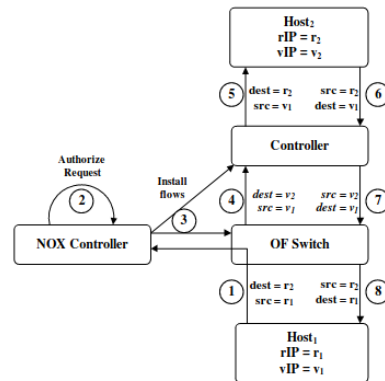 Host₂
rIP = r₂
vIP = v₂
5
dest = r₂
src = v₁
src = r₂
dest = v₁
6
Controller
Authorize
Request
2
Install
flows
3
4
dest = v₂
src = v₁
src = v₂
dest = v₁
7
NOX Controller
OF Switch
1
dest = r₂
src = r₁
src = r₂
dest = r₁
8
Host₁
rIP = r₁
vIP = v₁